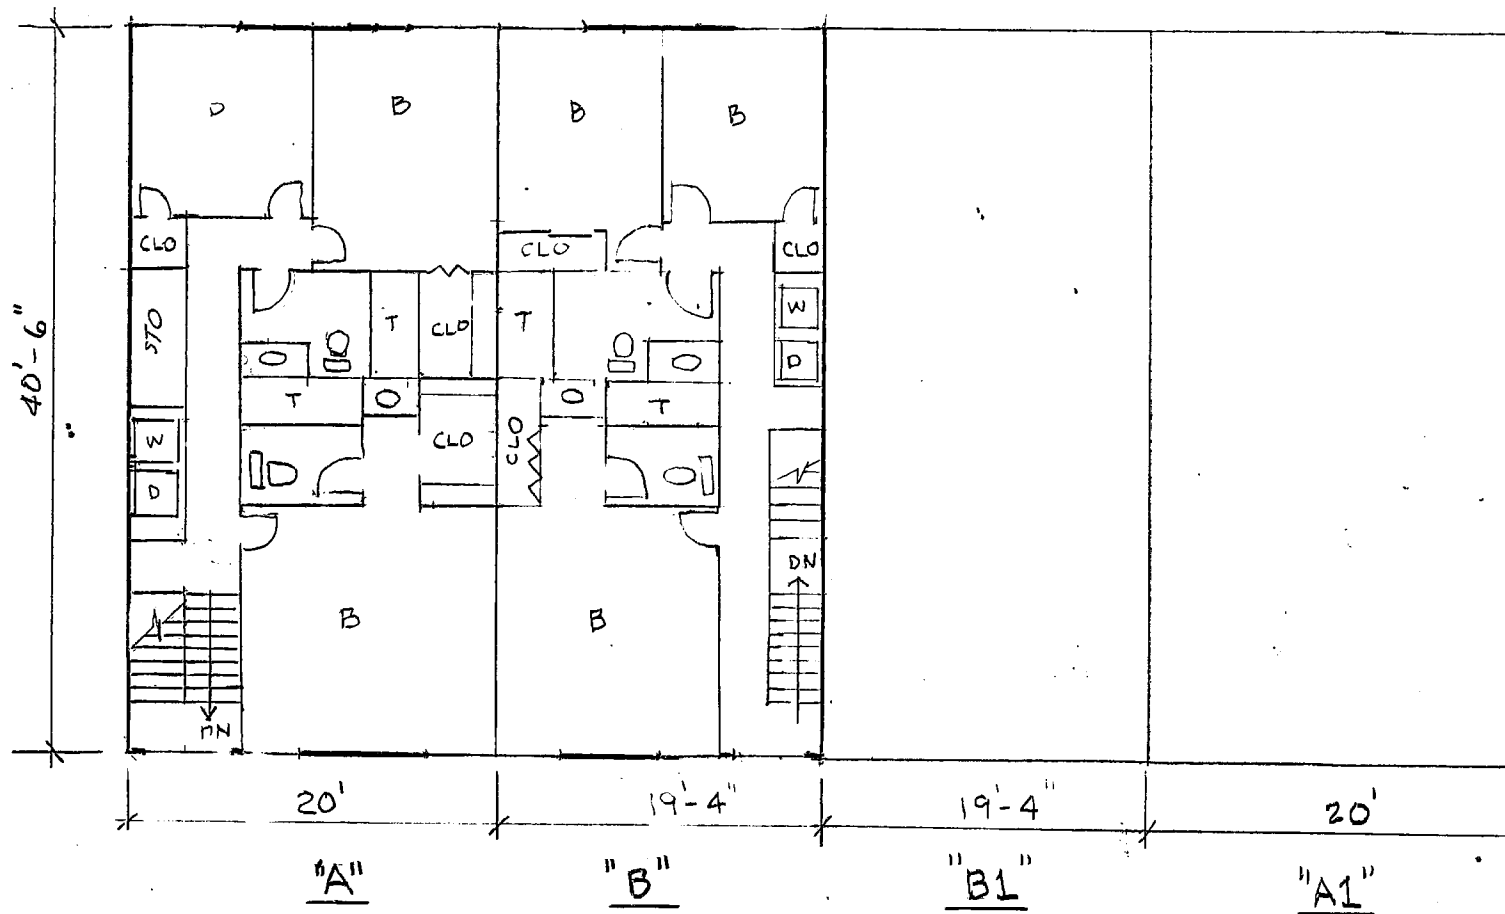 D B B B
CLO CLO CLO
STO T CLO T W
D
T O O T
W CLO CLO
D
DN
B B
DN
40'-6"
20' 19'-4" 19'-4" 20'
"A" "B" "B1" "A1"